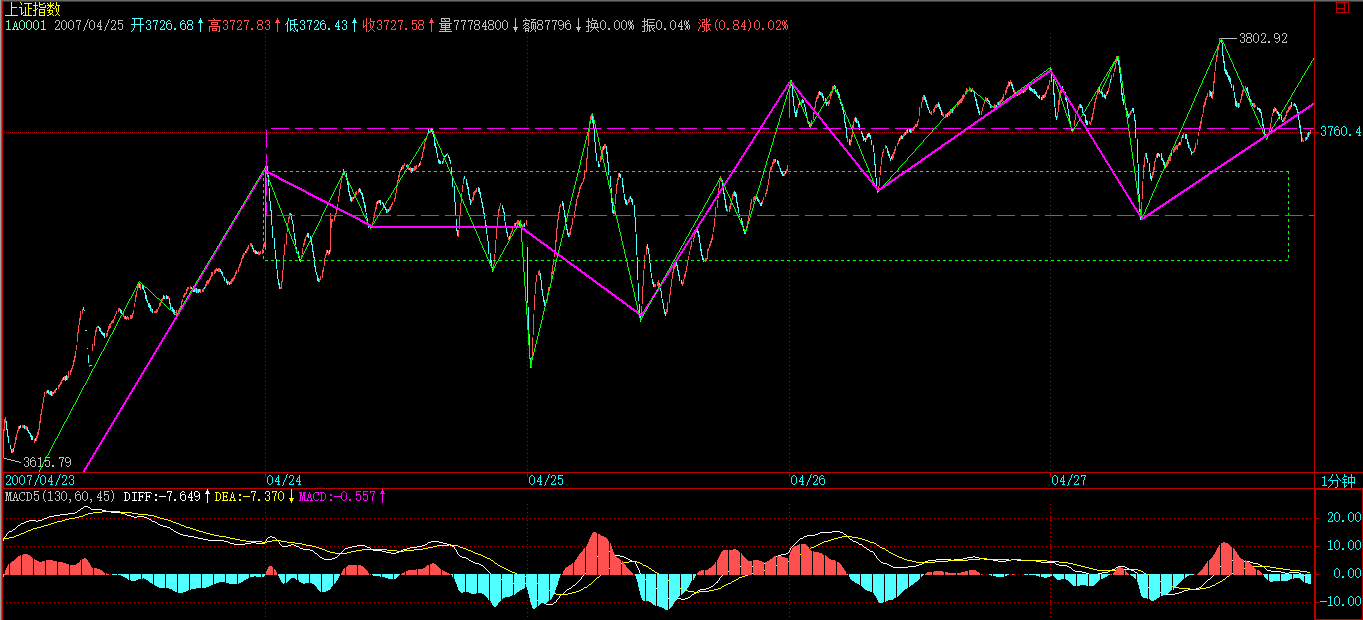 上证指数
1A0001 2007/04/25 开3726.68↑高3727.83↑低3726.43↑收3727.58↑量77784800↓额87796↓换0.00% 振0.04% 涨(0.84)0.02%
日
3802.92
3760.4
3615.79
2007/04/23 04/24 04/25 04/26 04/27 1分钟
MACD5(130,60,45) DIFF:-7.649↑DEA:-7.370↓MACD:-0.557↑
20.00
10.00
0.00
-10.00